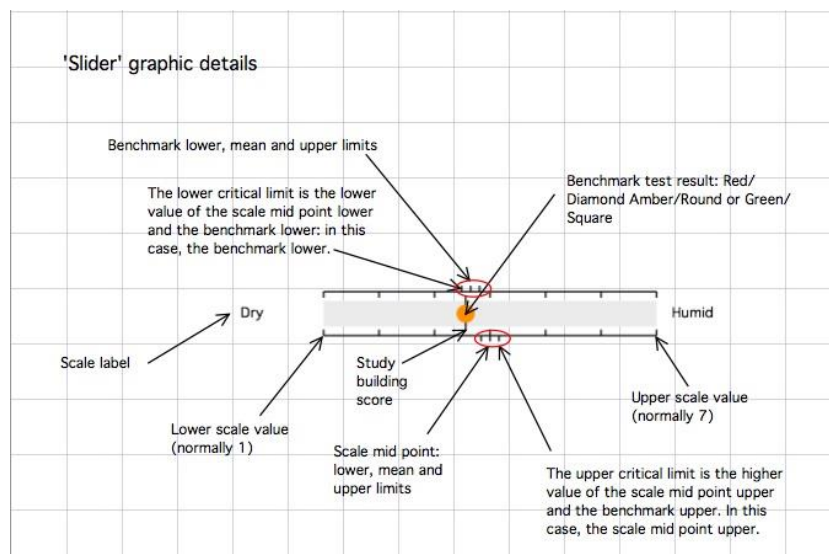 'Slider' graphic details
Benchmark lower, mean and upper limits
The lower critical limit is the lower
value of the scale mid point lower
and the benchmark lower: in this
case, the benchmark lower.
Benchmark test result: Red/
Diamond Amber/Round or Green/
Square
Dry
Humid
Scale label
Study
building
score
Lower scale value
(normally 1)
Upper scale value
(normally 7)
Scale mid point:
lower, mean and
upper limits
The upper critical limit is the higher
value of the scale mid point upper
and the benchmark upper. In this
case, the scale mid point upper.